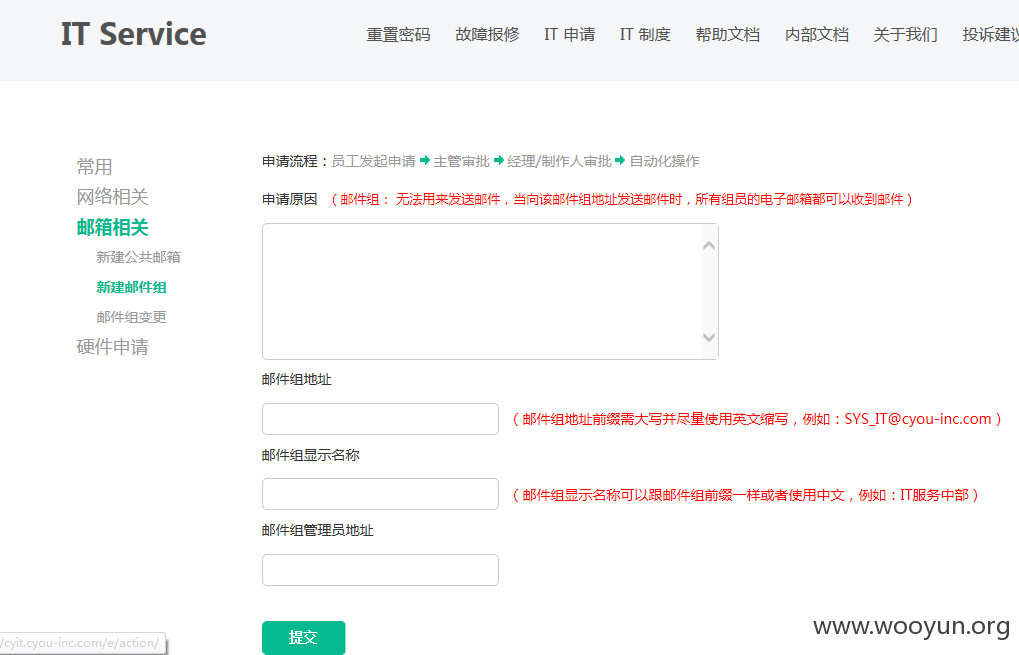 IT Service
重置密码 故障报修 IT 申请 IT 制度 帮助文档 内部文档 关于我们 投诉建议
常用
网络相关
邮箱相关
新建公共邮箱
新建邮件组
邮件组变更
硬件申请
申请流程：员工发起申请 主管审批 经理/制作人审批 自动化操作
申请原因 （ 邮件组： 无法用来发送邮件，当向该邮件组地址发送邮件时，所有组员的电子邮箱都可以收到邮件 ）
邮件组地址
（ 邮件组地址前缀需大写并尽量使用英文缩写，例如：SYS_IT@cyou-inc.com ）
邮件组显示名称
（ 邮件组显示名称可以跟邮件组前缀一样或者使用中文，例如：IT服务中部 ）
邮件组管理员地址
提交
/cyit.cyou-inc.com/e/action/
www.wooyun.org